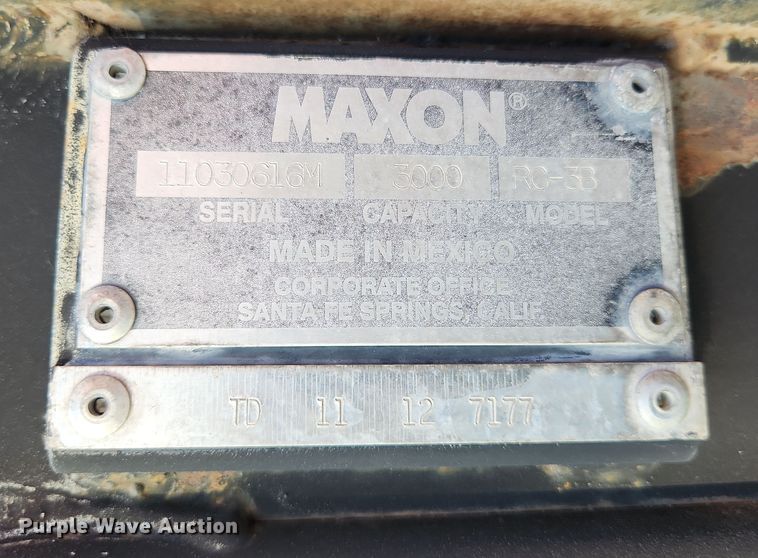 MAXON®
11030616M 3000 RC-3B
SERIAL CAPACITY MODEL
MADE IN MEXICO
CORPORATE OFFICE
SANTA FE SPRINGS, CALIF.
TD 11 12 7177
Purple Wave Auction